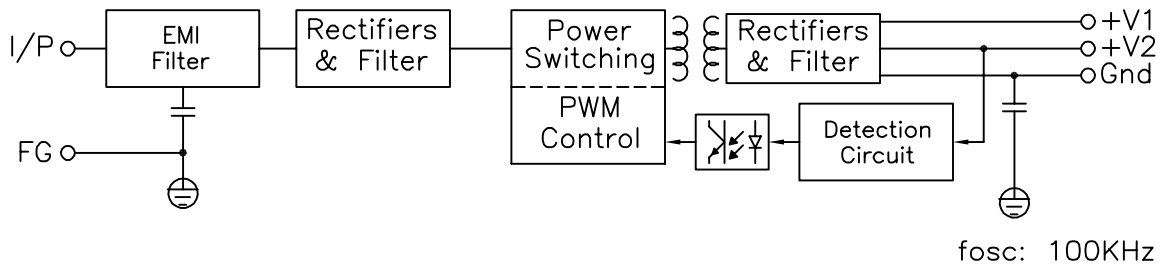 I/P
EMI
Filter
Rectifiers
& Filter
Power
Switching
PWM
Control
Rectifiers
& Filter
+V1
+V2
Gnd
Detection
Circuit
FG
fosc: 100KHz